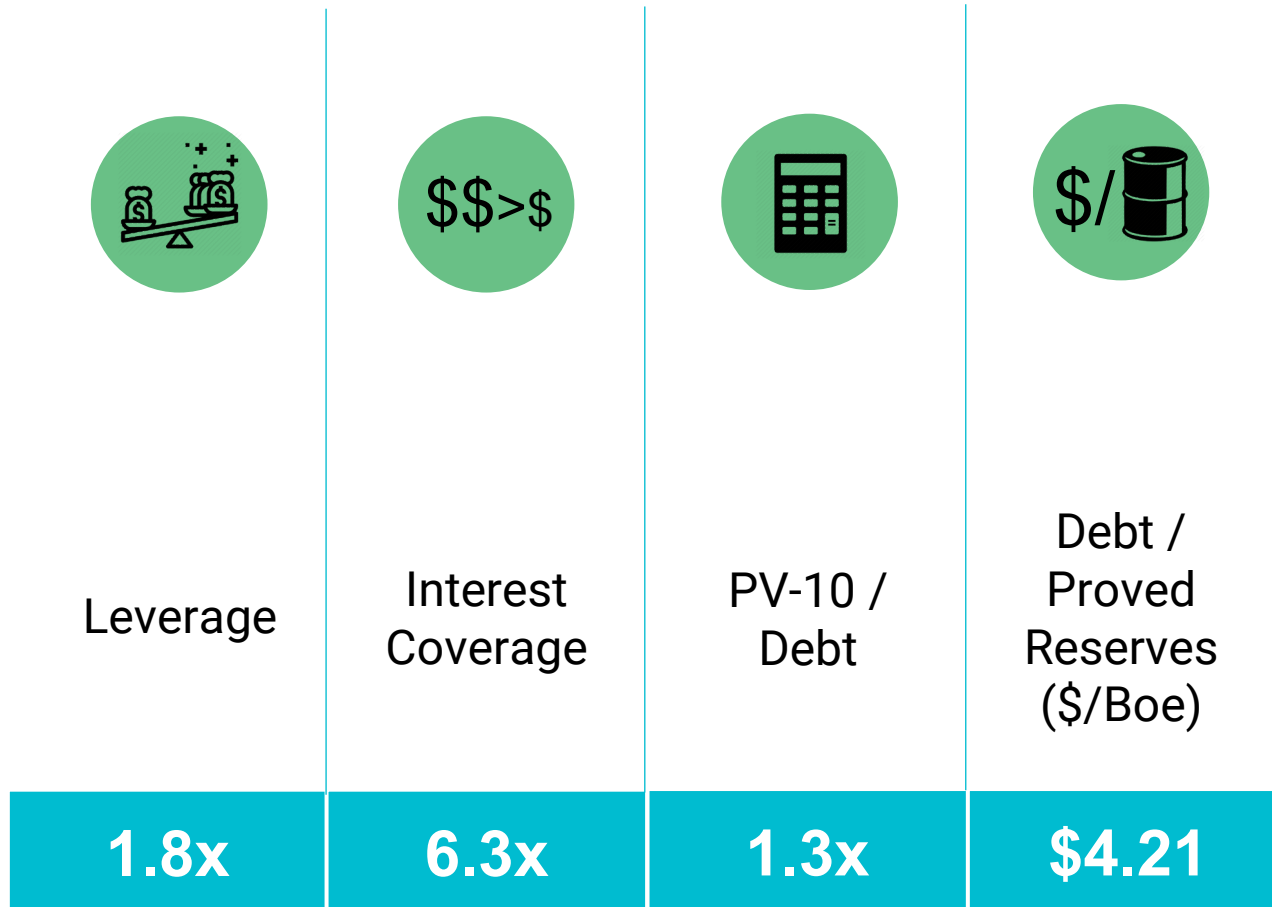 $$>$
$/
Leverage
Interest
Coverage
PV-10 /
Debt
Debt /
Proved
Reserves
($/Boe)
1.8x
6.3x
1.3x
$4.21